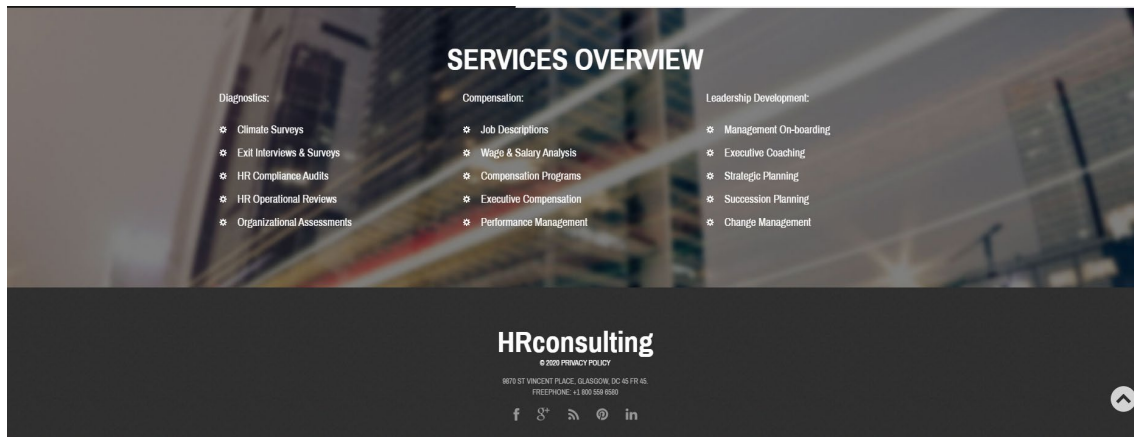 SERVICES OVERVIEW
Diagnostics:
Climate Surveys
Exit Interviews & Surveys
HR Compliance Audits
HR Operational Reviews
Organizational Assessments
Compensation:
Job Descriptions
Wage & Salary Analysis
Compensation Programs
Executive Compensation
Performance Management
Leadership Development:
Management On-boarding
Executive Coaching
Strategic Planning
Succession Planning
Change Management
HRconsulting
© 2020 PRIVACY POLICY
9870 ST VINCENT PLACE, GLASGOW, DC 45 FR 45.
FREEPHONE: +1 800 559 6580